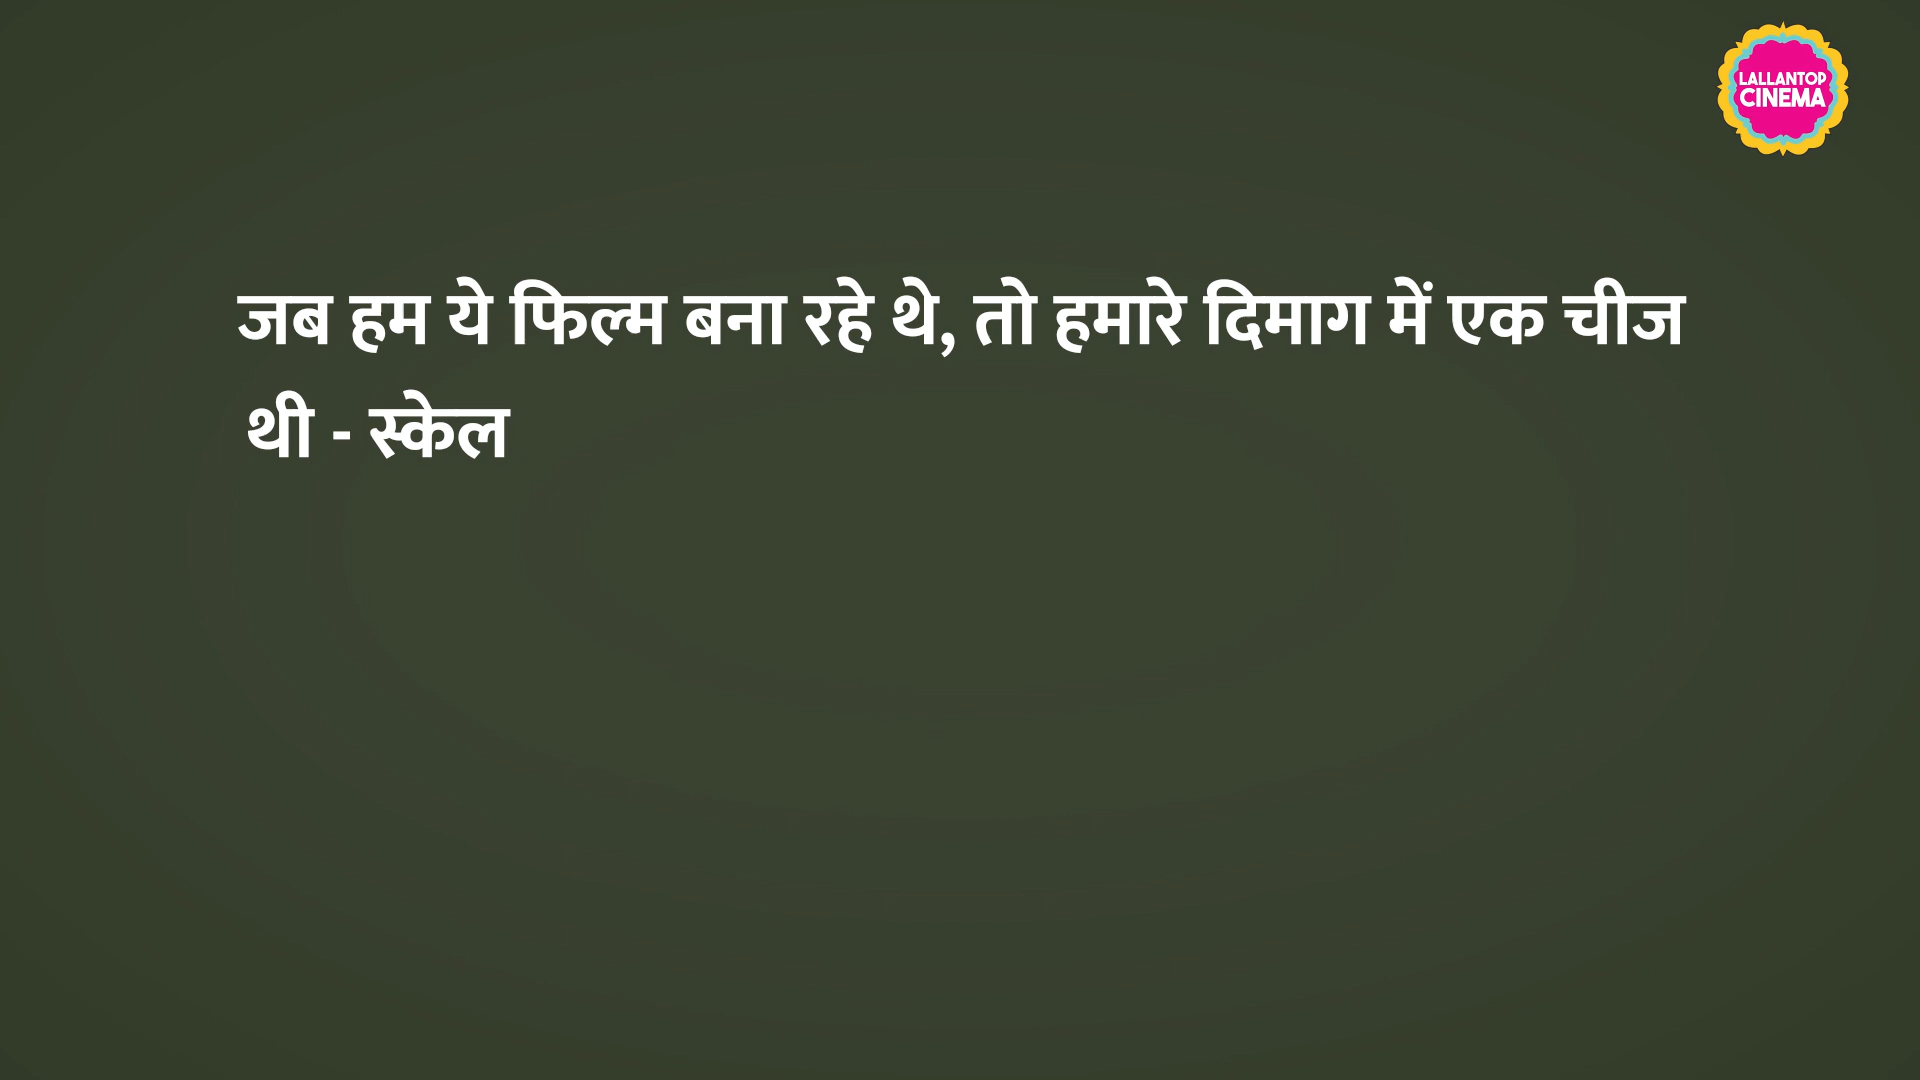 LALLANTOP
CINEMA
जब हम ये फिल्म बना रहे थे, तो हमारे दिमाग में एक चीज
थी - स्केल